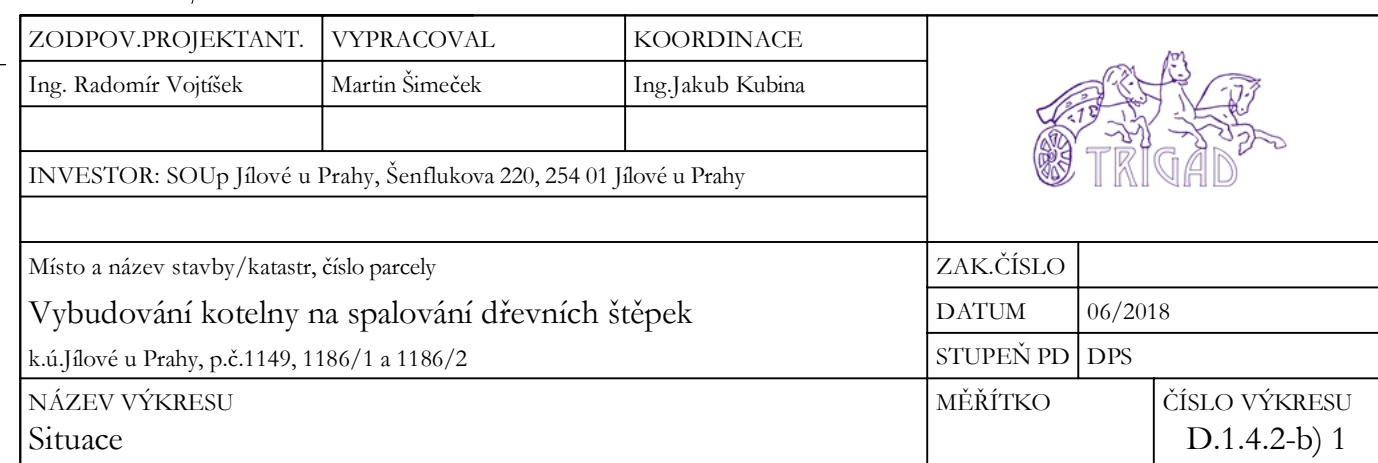 ZODPOV.PROJEKTANT. VYPRACOVAL KOORDINACE
Ing. Radomír Vojtíšek Martin Šimeček Ing.Jakub Kubina
TRIGAD
INVESTOR: SOUp Jílové u Prahy, Šenflukova 220, 254 01 Jílové u Prahy
Místo a název stavby/katastr, číslo parcely
ZAK.ČÍSLO
Vybudování kotelny na spalování dřevních štěpek
DATUM 06/2018
k.ú.Jílové u Prahy, p.č.1149, 1186/1 a 1186/2
STUPEŇ PD DPS
NÁZEV VÝKRESU
Situace
MĚŘÍTKO
ČÍSLO VÝKRESU
D.1.4.2-b) 1